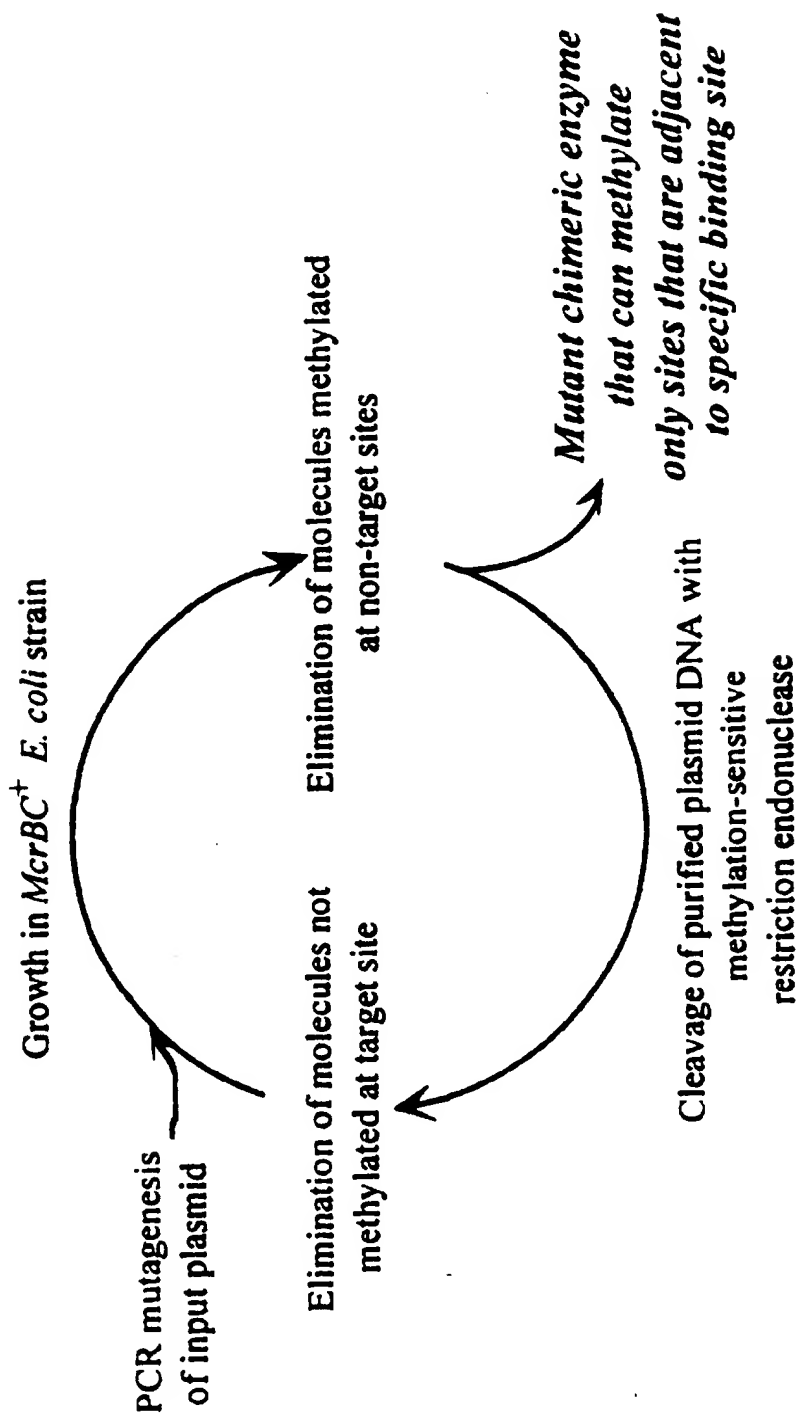 Growth in McrBC⁺ E. coli strain
PCR mutagenesis
of input plasmid
Elimination of molecules not
methylated at target site
Elimination of molecules methylated
at non-target sites
Mutant chimeric enzyme
that can methylate
only sites that are adjacent
to specific binding site
Cleavage of purified plasmid DNA with
methylation-sensitive
restriction endonuclease